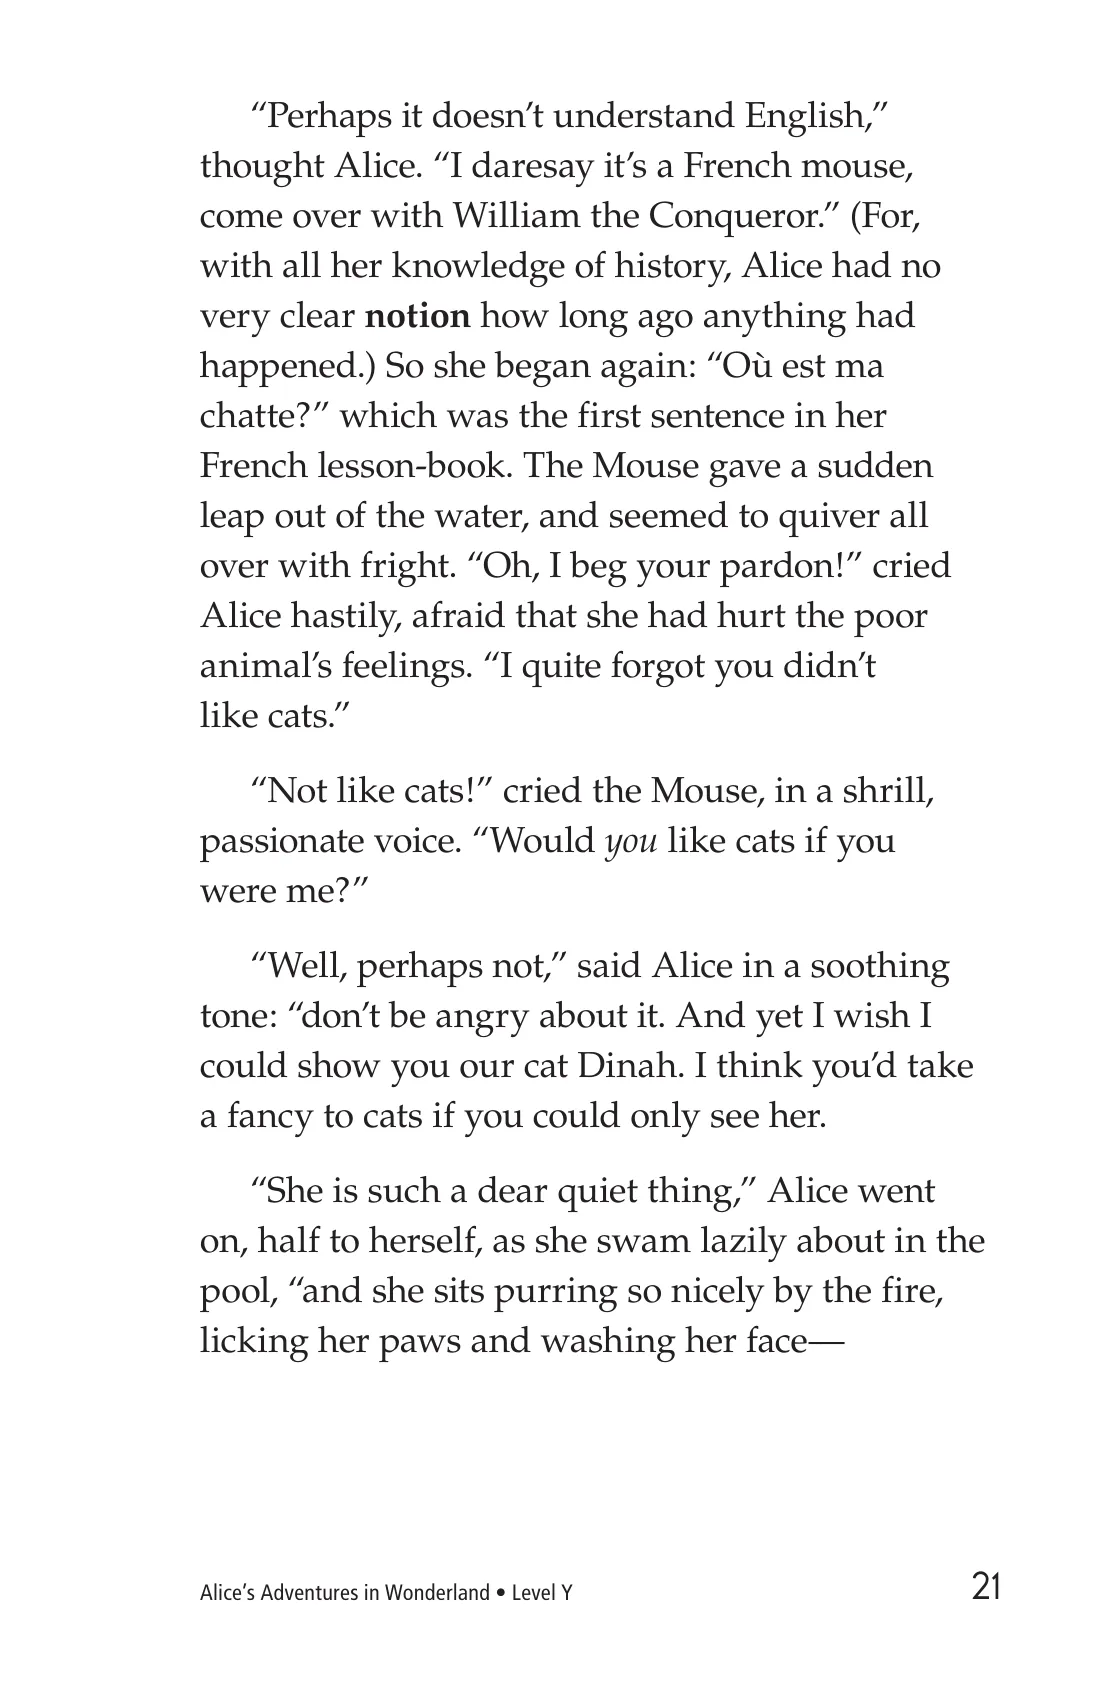 “Perhaps it doesn’t understand English,”
thought Alice. “I daresay it’s a French mouse,
come over with William the Conqueror.” (For,
with all her knowledge of history, Alice had no
very clear notion how long ago anything had
happened.) So she began again: “Où est ma
chatte?” which was the first sentence in her
French lesson-book. The Mouse gave a sudden
leap out of the water, and seemed to quiver all
over with fright. “Oh, I beg your pardon!” cried
Alice hastily, afraid that she had hurt the poor
animal’s feelings. “I quite forgot you didn’t
like cats.”
“Not like cats!” cried the Mouse, in a shrill,
passionate voice. “Would you like cats if you
were me?”
“Well, perhaps not,” said Alice in a soothing
tone: “don’t be angry about it. And yet I wish I
could show you our cat Dinah. I think you’d take
a fancy to cats if you could only see her.
“She is such a dear quiet thing,” Alice went
on, half to herself, as she swam lazily about in the
pool, “and she sits purring so nicely by the fire,
licking her paws and washing her face—
Alice’s Adventures in Wonderland • Level Y
21